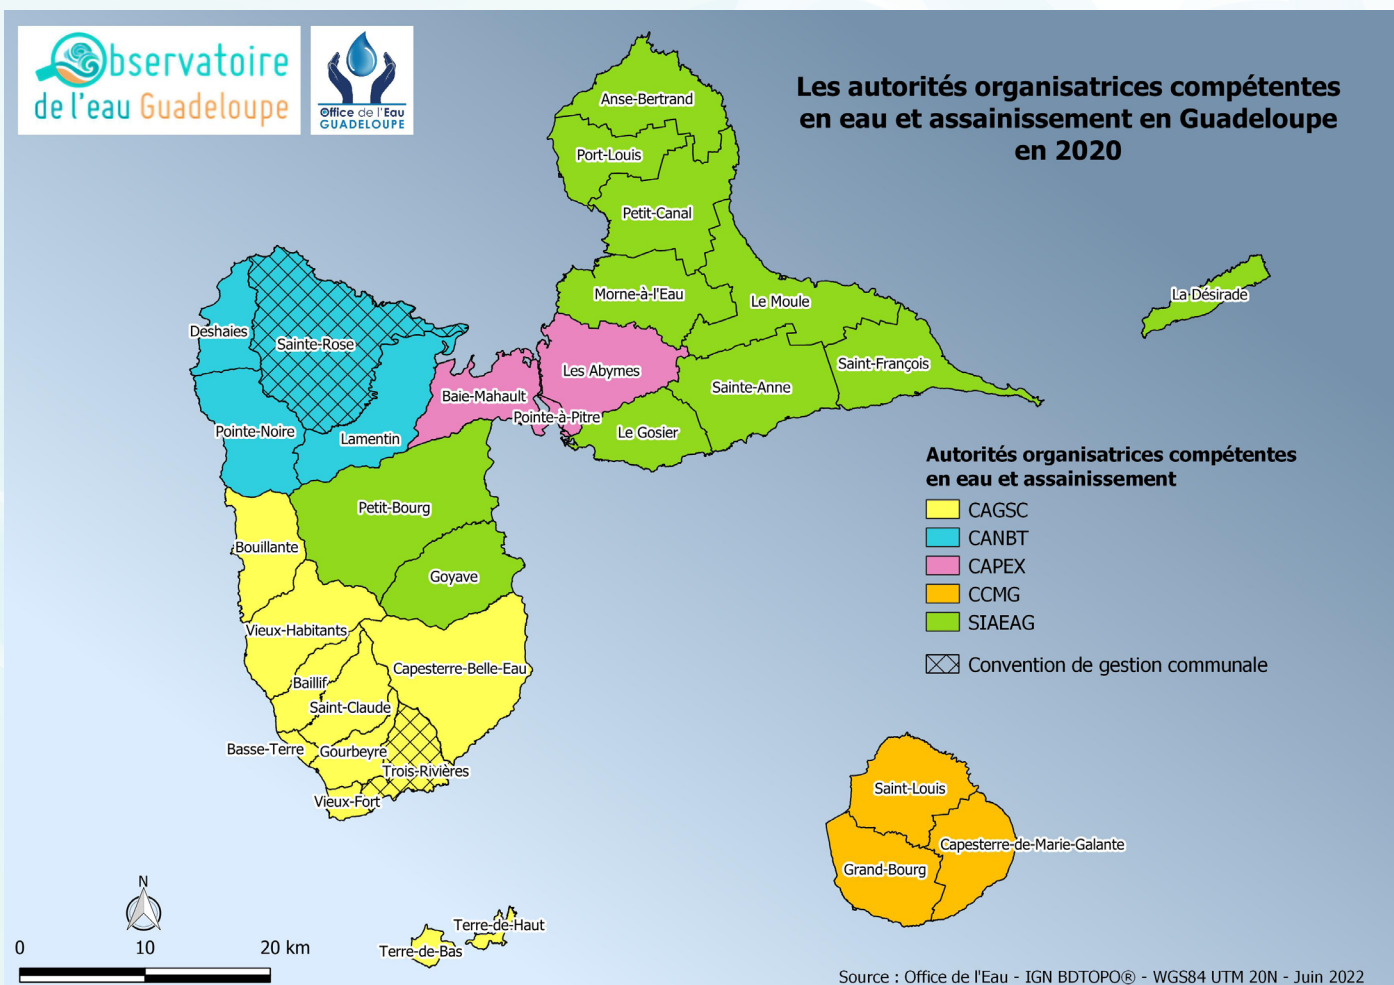 Observatoire
de l'eau Guadeloupe
Office de l'Eau
GUADELOUPE
Les autorités organisatrices compétentes
en eau et assainissement en Guadeloupe
en 2020
Anse-Bertrand
Port-Louis
Petit-Canal
Morne-à-l'Eau
Le Moule
La Désirade
Deshaies
Sainte-Rose
Les Abymes
Saint-François
Sainte-Anne
Baie-Mahault
Pointe-à-Pitre
Pointe-Noire
Lamentin
Le Gosier
Petit-Bourg
Bouillante
Goyave
Vieux-Habitants
Capesterre-Belle-Eau
Baillif
Saint-Claude
Basse-Terre
Gourbeyre
Trois-Rivières
Vieux-Fort
Autorités organisatrices compétentes
en eau et assainissement
CAGSC
CANBT
CAPEX
CCMG
SIAEAG
Convention de gestion communale
Saint-Louis
Capesterre-de-Marie-Galante
Grand-Bourg
Terre-de-Haut
Terre-de-Bas
N
0 10 20 km
Source : Office de l'Eau - IGN BDTOPO® - WGS84 UTM 20N - Juin 2022